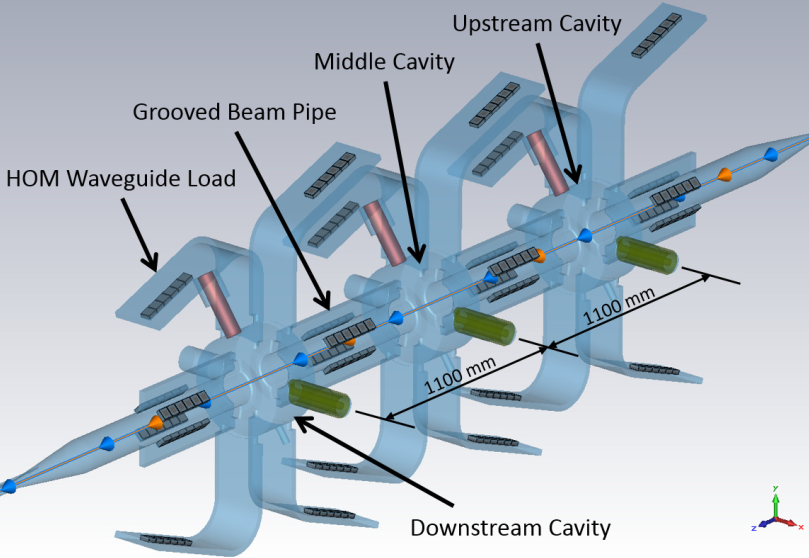 Upstream Cavity
Middle Cavity
Grooved Beam Pipe
HOM Waveguide Load
1100 mm
1100 mm
Downstream Cavity
y
z
x